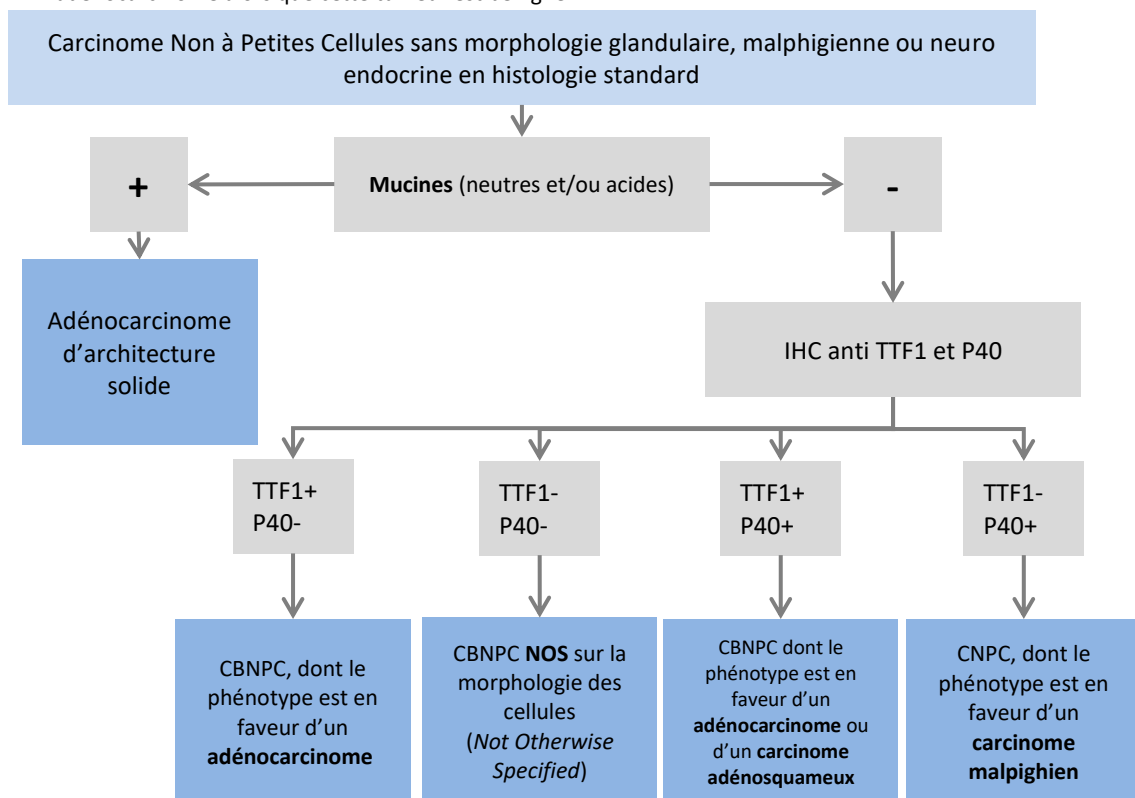 Carcinome Non à Petites Cellules sans morphologie glandulaire, malphigienne ou neuro
endocrine en histologie standard
+
Mucines (neutres et/ou acides)
-
Adénocarcinome
d’architecture
solide
IHC anti TTF1 et P40
TTF1+
P40-
TTF1-
P40-
TTF1+
P40+
TTF1-
P40+
CBNPC, dont le
phénotype est en
faveur d’un
adénocarcinome
CBNPC NOS sur la
morphologie des
cellules
(Not Otherwise
Specified)
CBNPC dont le
phénotype est en
faveur d’un
adénocarcinome ou
d’un carcinome
adénosquameux
CNPC, dont le
phénotype est en
faveur d’un
carcinome
malpighien